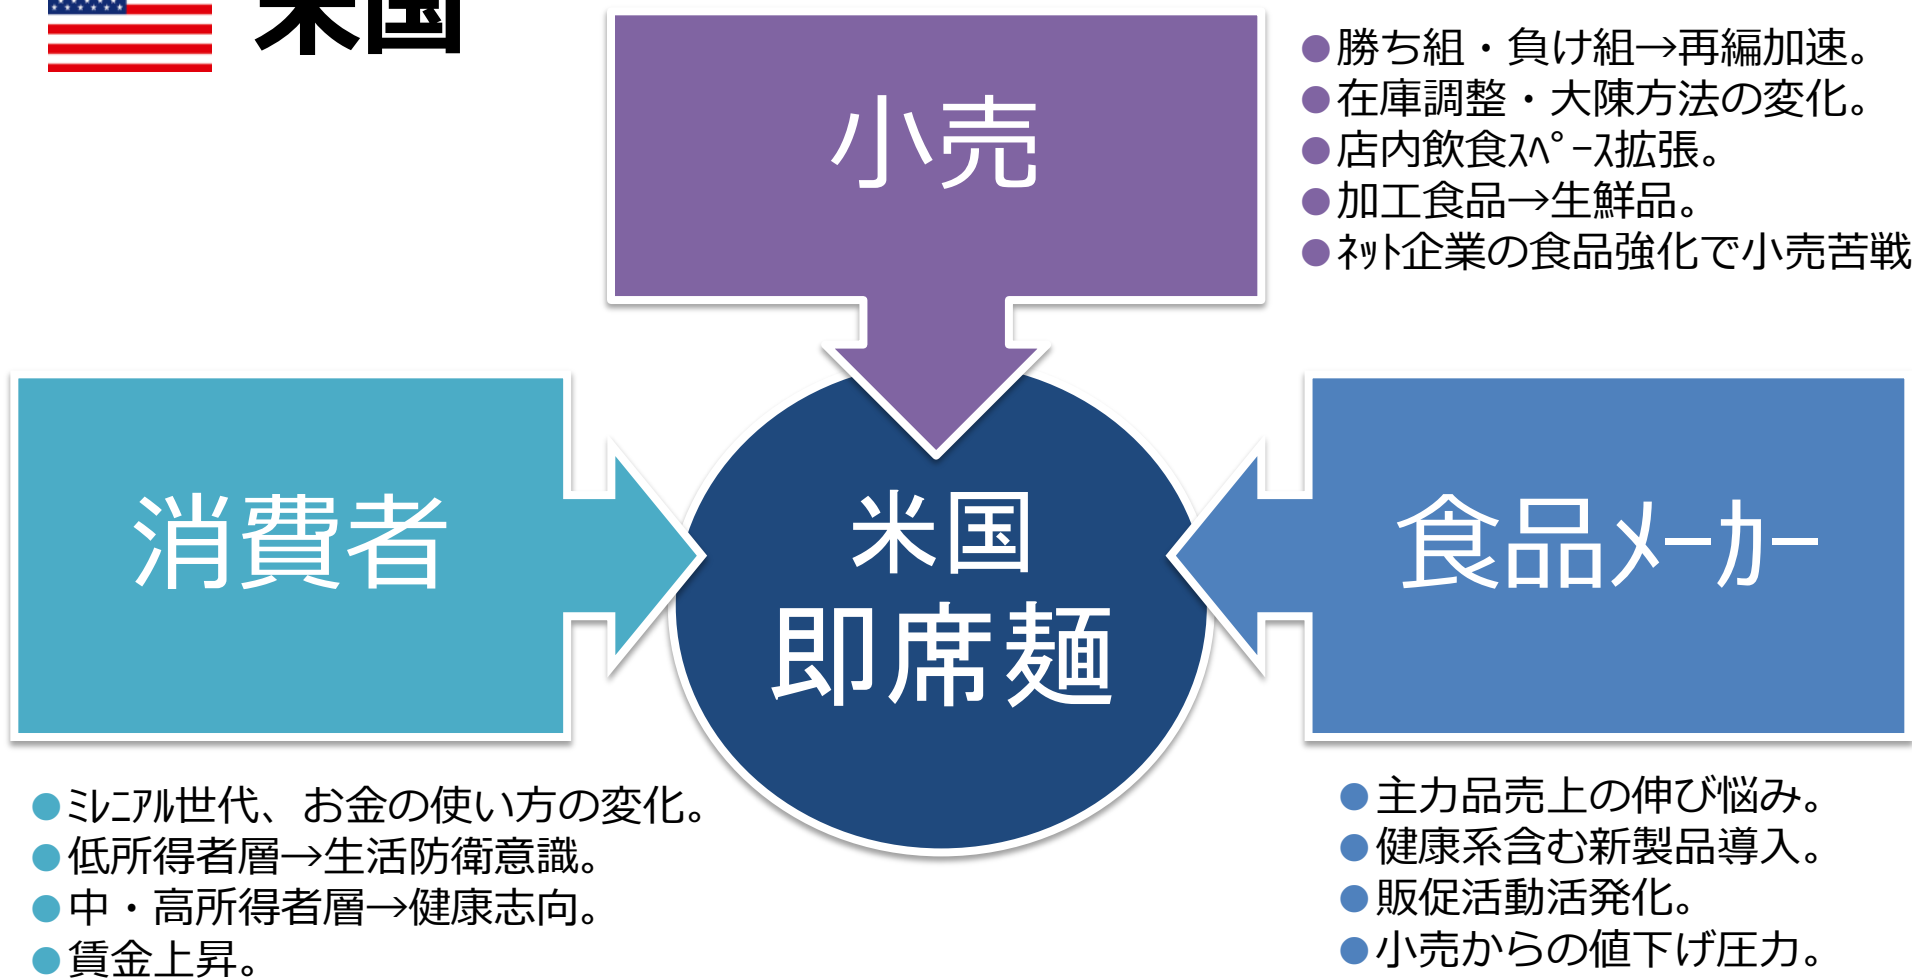 米国
小売
●勝ち組・負け組→再編加速。
●在庫調整・大陳方法の変化。
●店内飲食ｽﾍﾟｰｽ拡張。
●加工食品→生鮮品。
●ﾈｯﾄ企業の食品強化で小売苦戦
消費者
米国
即席麺
食品ﾒｰｶｰ
●ﾐﾚﾆｱﾙ世代、お金の使い方の変化。
●低所得者層→生活防衛意識。
●中・高所得者層→健康志向。
●賃金上昇。
●主力品売上の伸び悩み。
●健康系含む新製品導入。
●販促活動活発化。
●小売からの値下げ圧力。